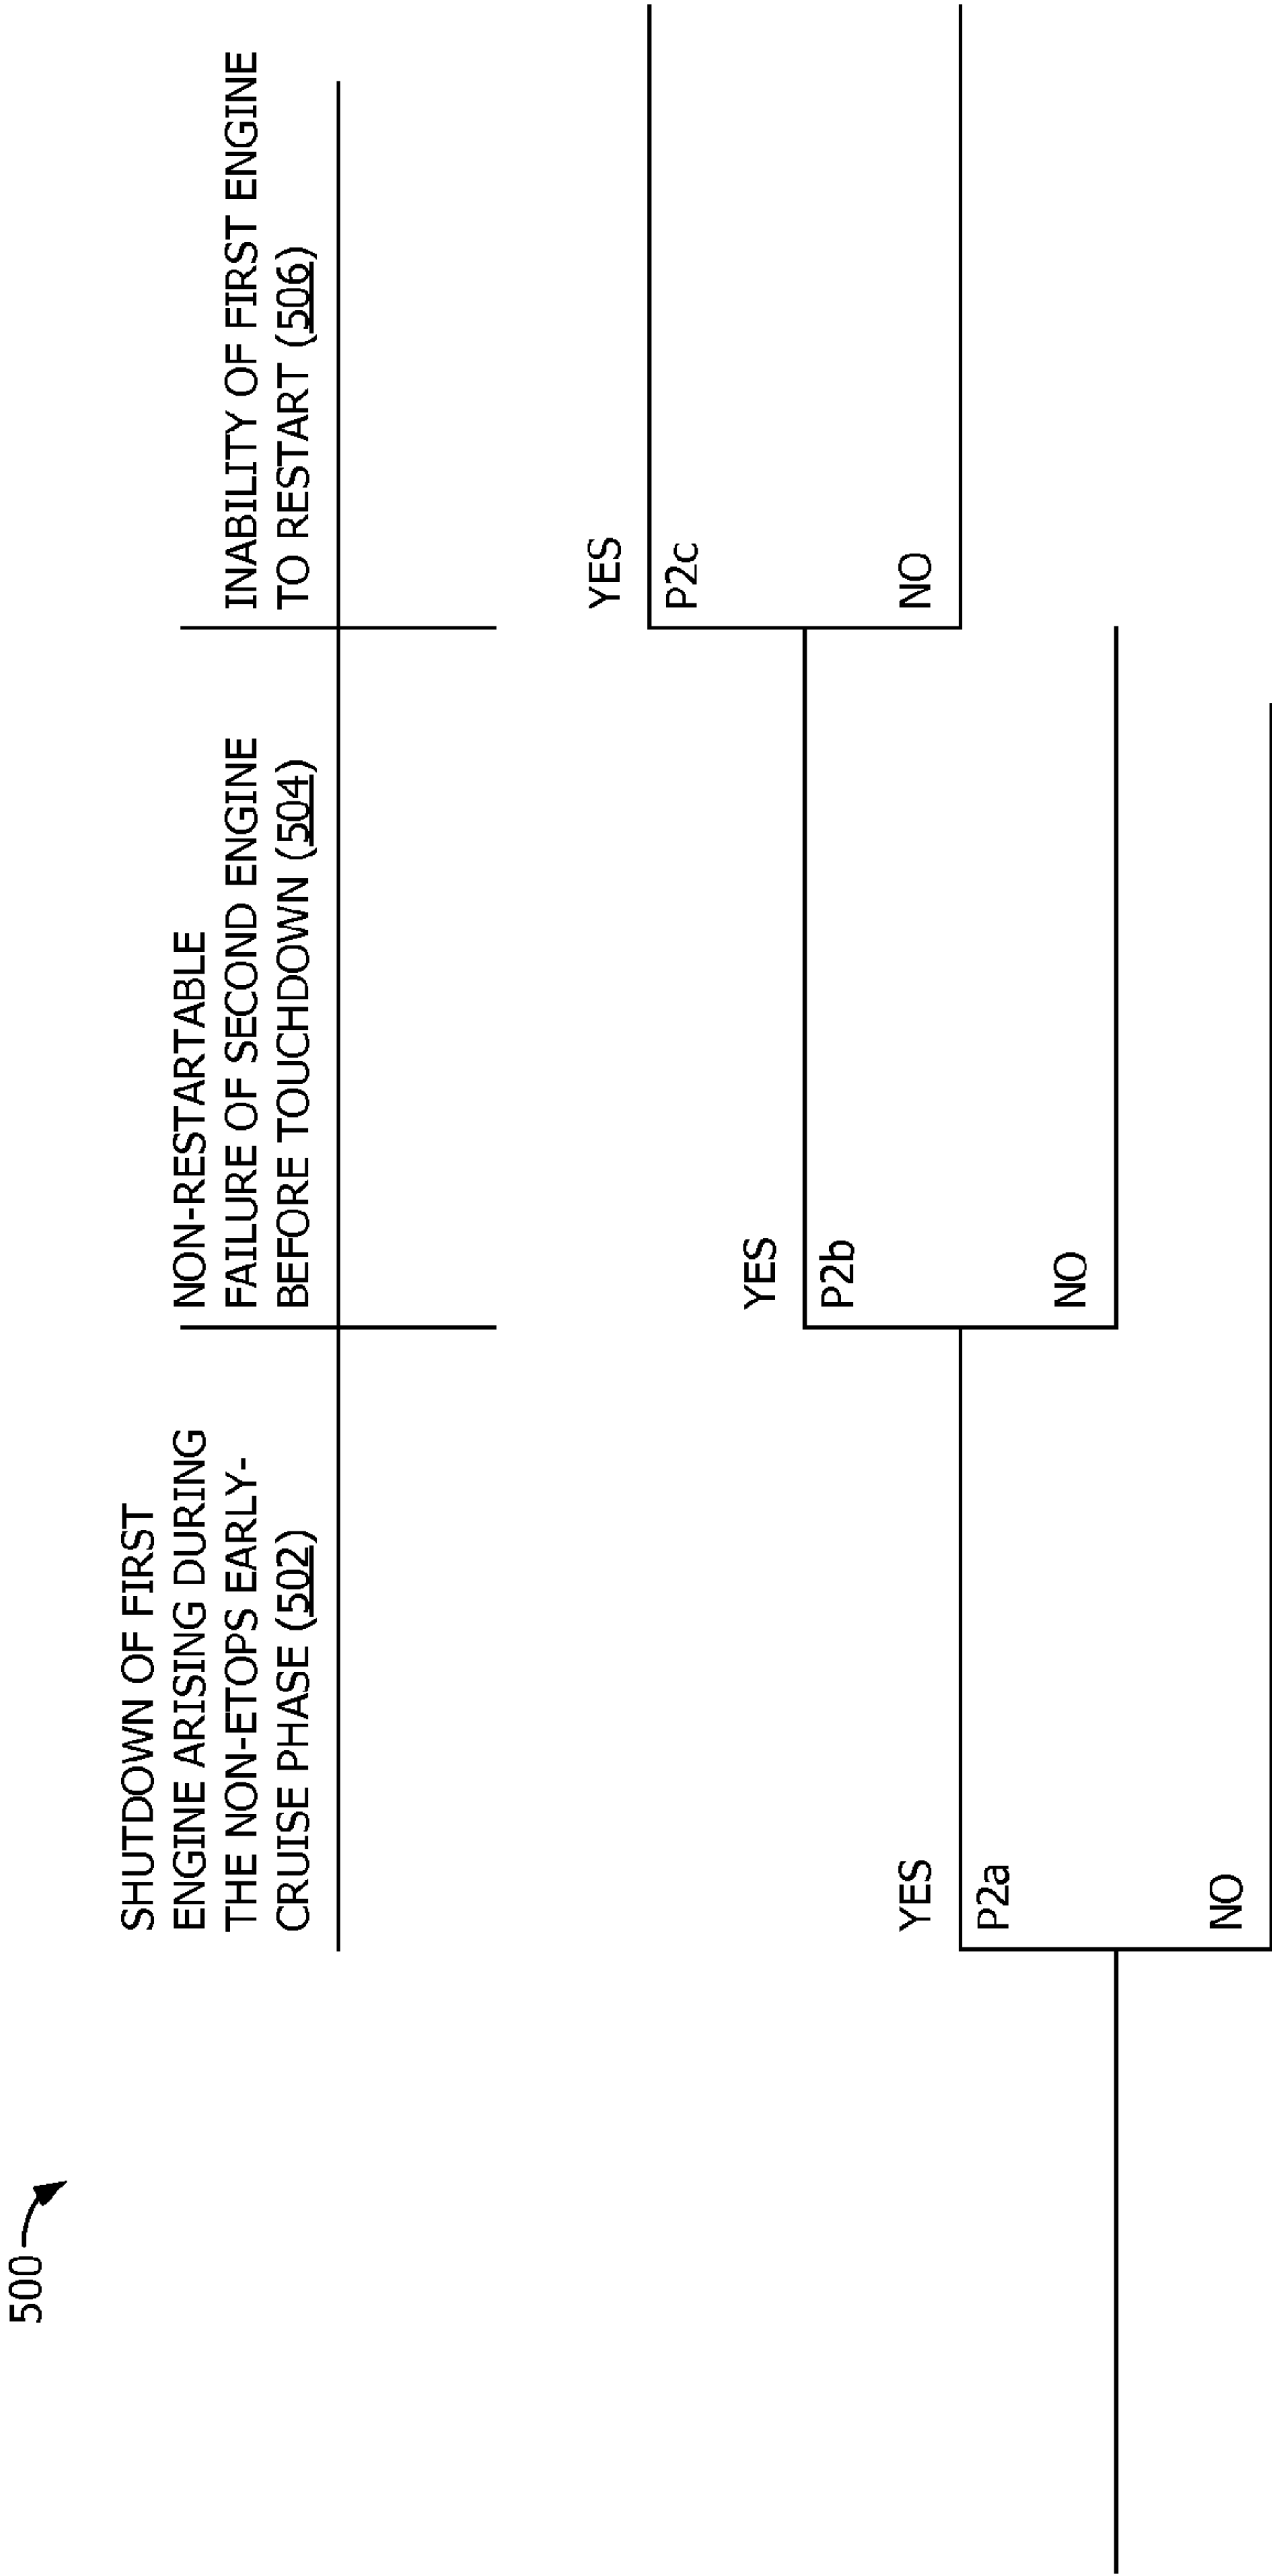 500
SHUTDOWN OF FIRST
ENGINE ARISING DURING
THE NON-ETOPS EARLY-
CRUISE PHASE (502)
NON-RESTARTABLE
FAILURE OF SECOND ENGINE
BEFORE TOUCHDOWN (504)
INABILITY OF FIRST ENGINE
TO RESTART (506)
YES
P2a
NO
YES
P2b
NO
YES
P2c
NO